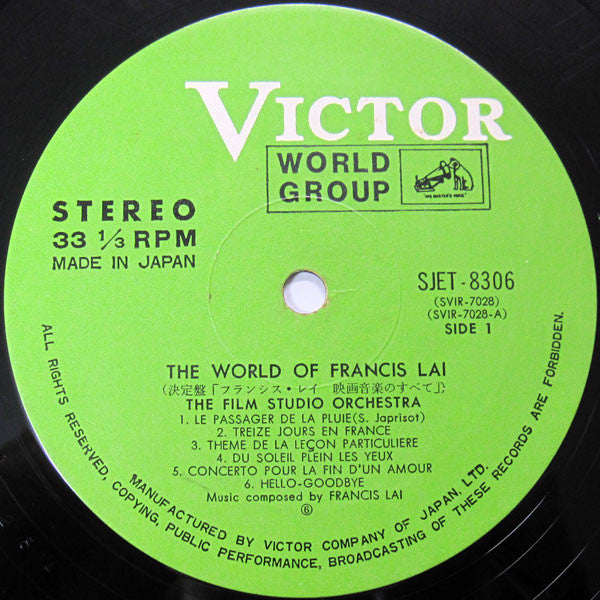 VICTOR
WORLD
GROUP
"HIS MASTER'S VOICE"
STEREO
33 1/3 RPM
MADE IN JAPAN
SJET-8306
(SVIR-7028)
(SVIR-7028-A)
SIDE 1
THE WORLD OF FRANCIS LAI
(決定盤「フランシス・レイ 映画音楽のすべて」)
THE FILM STUDIO ORCHESTRA
1. LE PASSAGER DE LA PLUIE(S. Japrisot)
2. TREIZE JOURS EN FRANCE
3. THEME DE LA LEÇON PARTICULIERE
4. DU SOLEIL PLEIN LES YEUX
5. CONCERTO POUR LA FIN D'UN AMOUR
6. HELLO-GOODBYE
Music composed by FRANCIS LAI
⑥
MANUFACTURED BY VICTOR COMPANY OF JAPAN, LTD.
ALL RIGHTS RESERVED, COPYING, PUBLIC PERFORMANCE, BROADCASTING OF THESE RECORDS ARE FORBIDDEN.